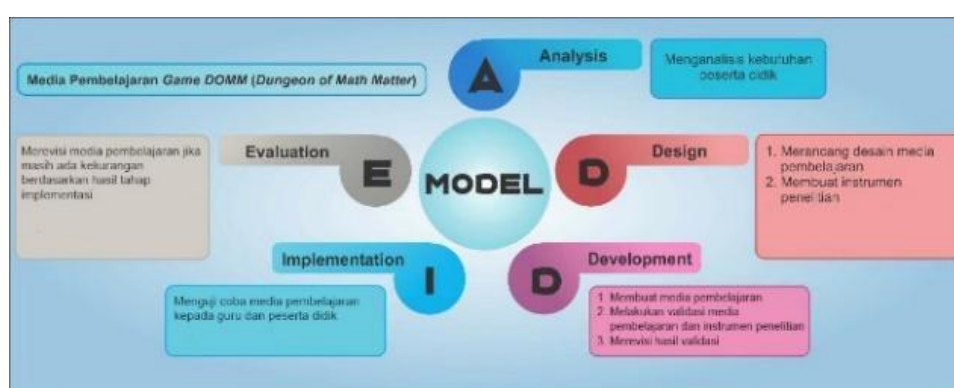 Media Pembelajaran Game DOMM (Dungeon of Math Matter)
A
Analysis
Menganalisis kebutuhan
peserta didik
MODEL
D
Design
1. Merancang desain media
pembelajaran
2. Membuat instrumen
penelitian
D
Development
1 Membuat media pembelajaran
2 Melakukan validasi media
pembelajaran dan instrumen penelitian
3 Merevisi hasil validasi
I
Implementation
Menguji coba media pembelajaran
kepada guru dan peserta didik
E
Evaluation
Merevisi media pembelajaran jika
masih ada kekurangan
berdasarkan hasil tahap
implementasi